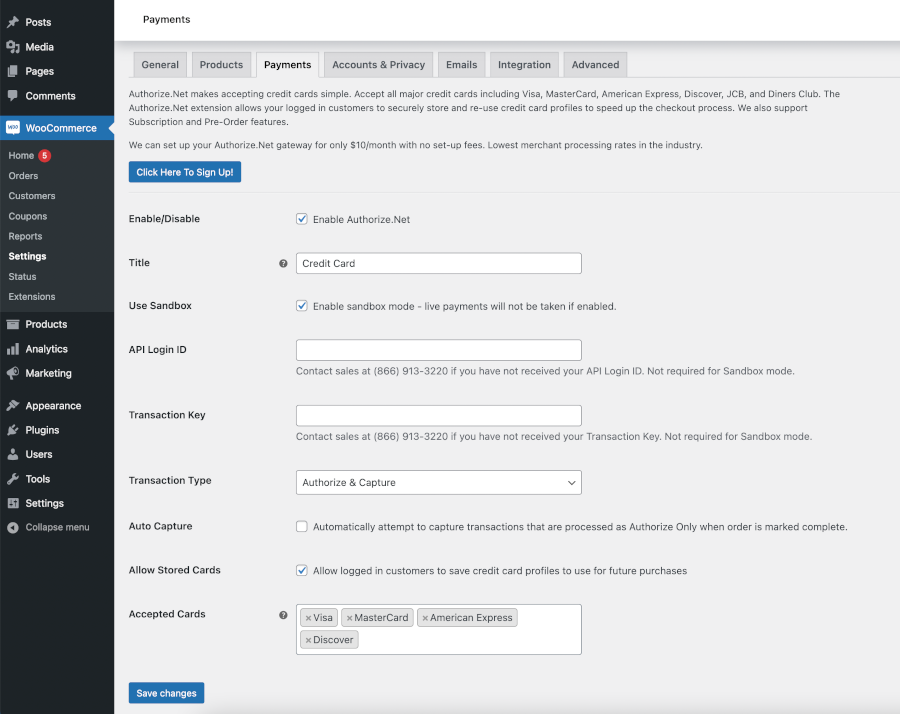 Posts
Media
Pages
Comments
WOO WooCommerce
Home 5
Orders
Customers
Coupons
Reports
Settings
Status
Extensions
Products
Analytics
Marketing
Appearance
Plugins
Users
Tools
Settings
Collapse menu
Payments
General Products Payments Accounts & Privacy Emails Integration Advanced
Authorize.Net makes accepting credit cards simple. Accept all major credit cards including Visa, MasterCard, American Express, Discover, JCB, and Diners Club. The
Authorize.Net extension allows your logged in customers to securely store and re-use credit card profiles to speed up the checkout process. We also support
Subscription and Pre-Order features.
We can set up your Authorize.Net gateway for only $10/month with no set-up fees. Lowest merchant processing rates in the industry.
Click Here To Sign Up!
Enable/Disable Enable Authorize.Net
Title ? Credit Card
Use Sandbox Enable sandbox mode - live payments will not be taken if enabled.
API Login ID
Contact sales at (866) 913-3220 if you have not received your API Login ID. Not required for Sandbox mode.
Transaction Key
Contact sales at (866) 913-3220 if you have not received your Transaction Key. Not required for Sandbox mode.
Transaction Type Authorize & Capture
Auto Capture Automatically attempt to capture transactions that are processed as Authorize Only when order is marked complete.
Allow Stored Cards Allow logged in customers to save credit card profiles to use for future purchases
Accepted Cards ? × Visa × MasterCard × American Express
× Discover
Save changes